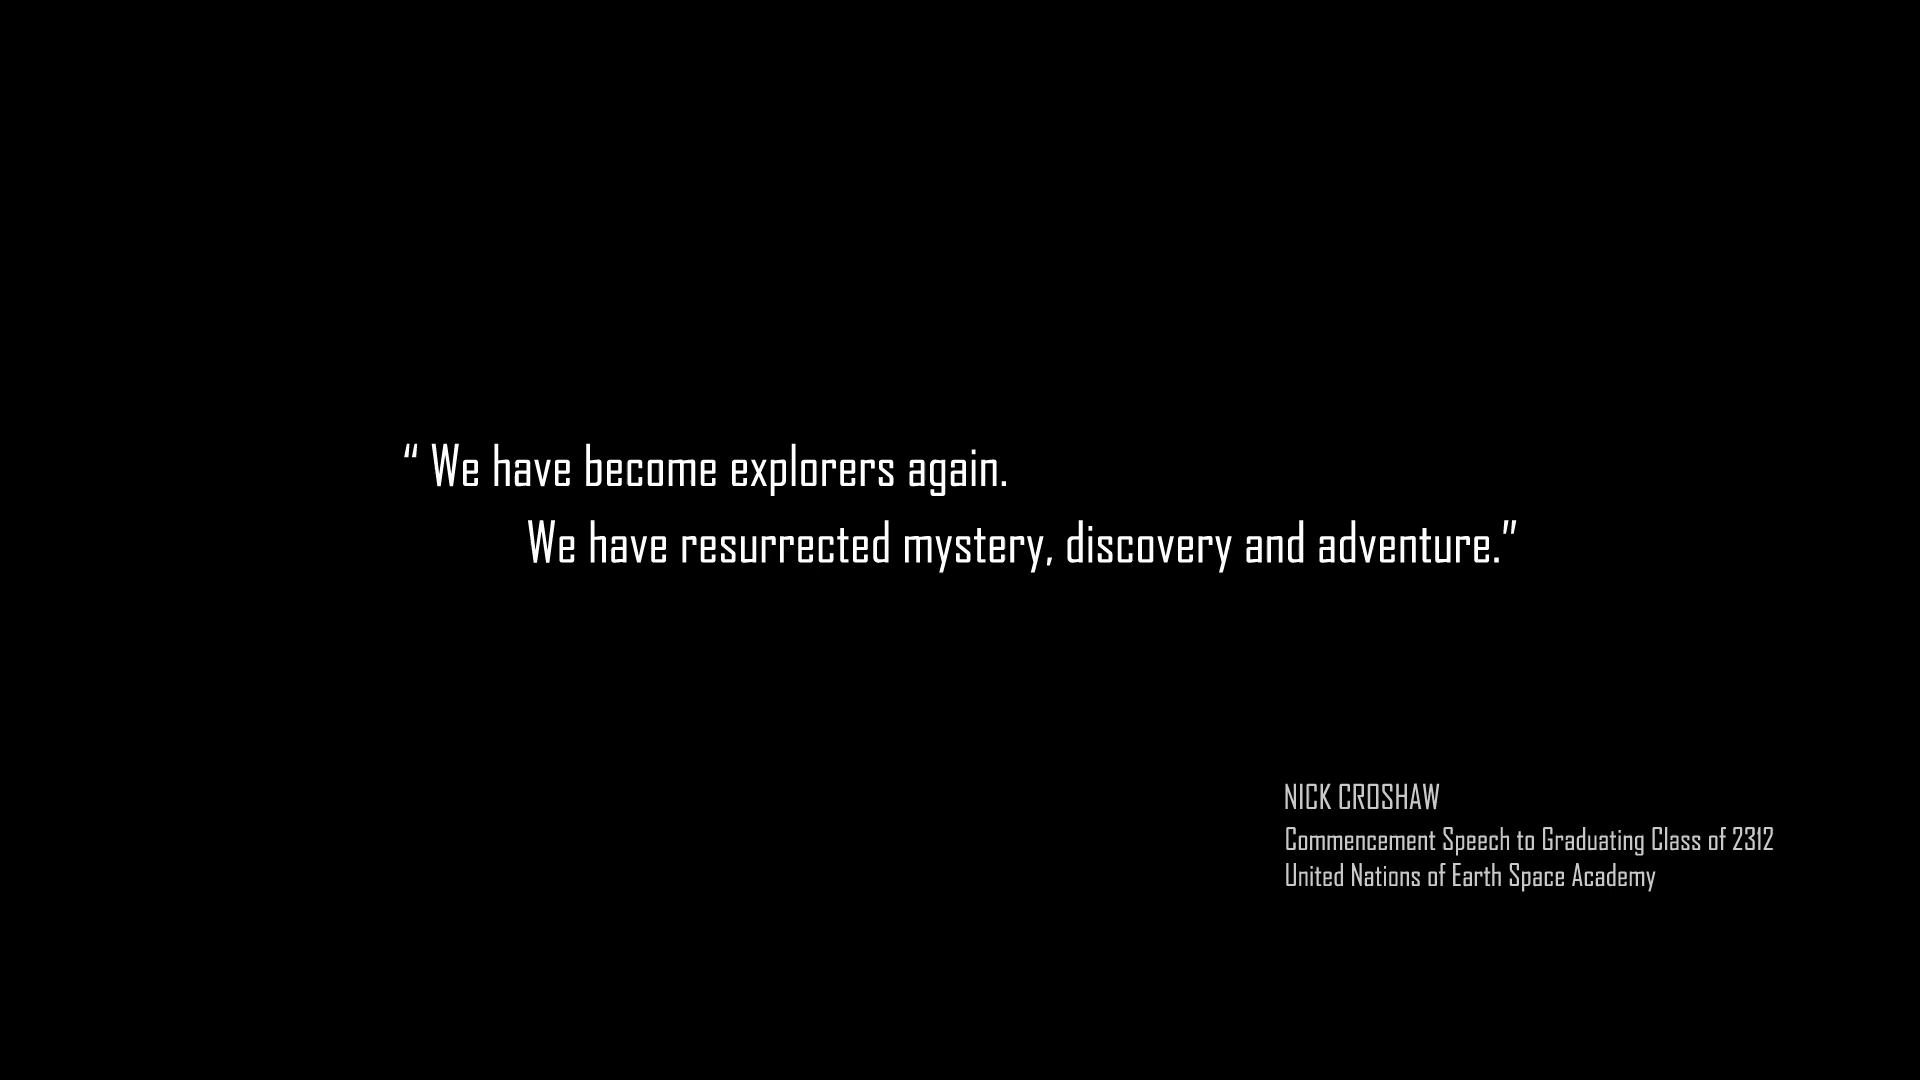 “ We have become explorers again.
We have resurrected mystery, discovery and adventure.”
NICK CROSHAW
Commencement Speech to Graduating Class of 2312
United Nations of Earth Space Academy